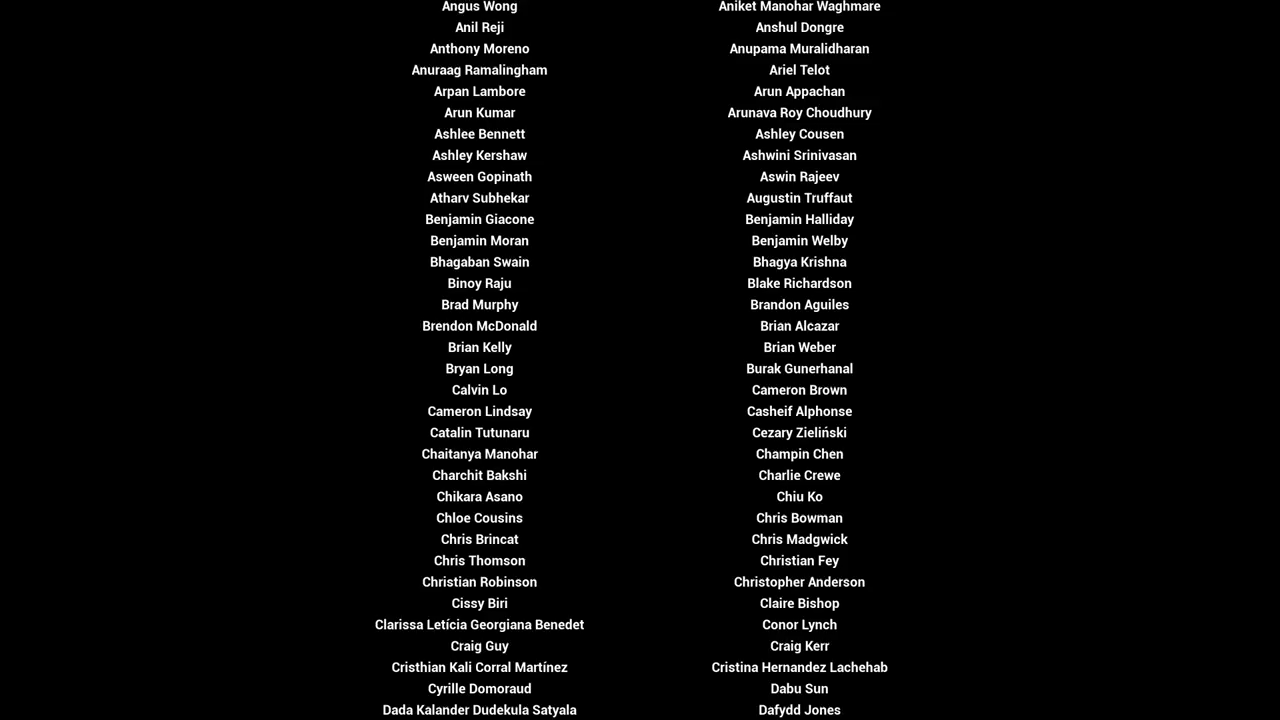 Angus Wong Aniket Manohar Waghmare
Anil Reji Anshul Dongre
Anthony Moreno Anupama Muralidharan
Anuraag Ramalingham Ariel Telot
Arpan Lambore Arun Appachan
Arun Kumar Arunava Roy Choudhury
Ashlee Bennett Ashley Cousen
Ashley Kershaw Ashwini Srinivasan
Asween Gopinath Aswin Rajeev
Atharv Subhekar Augustin Truffaut
Benjamin Giacone Benjamin Halliday
Benjamin Moran Benjamin Welby
Bhagaban Swain Bhagya Krishna
Binoy Raju Blake Richardson
Brad Murphy Brandon Aguiles
Brendon McDonald Brian Alcazar
Brian Kelly Brian Weber
Bryan Long Burak Gunerhanal
Calvin Lo Cameron Brown
Cameron Lindsay Casheif Alphonse
Catalin Tutunaru Cezary Zieliński
Chaitanya Manohar Champin Chen
Charchit Bakshi Charlie Crewe
Chikara Asano Chiu Ko
Chloe Cousins Chris Bowman
Chris Brincat Chris Madgwick
Chris Thomson Christian Fey
Christian Robinson Christopher Anderson
Cissy Biri Claire Bishop
Clarissa Letícia Georgiana Benedet Conor Lynch
Craig Guy Craig Kerr
Cristhian Kali Corral Martínez Cristina Hernandez Lachehab
Cyrille Domoraud Dabu Sun
Dada Kalander Dudekula Satyala Dafydd Jones